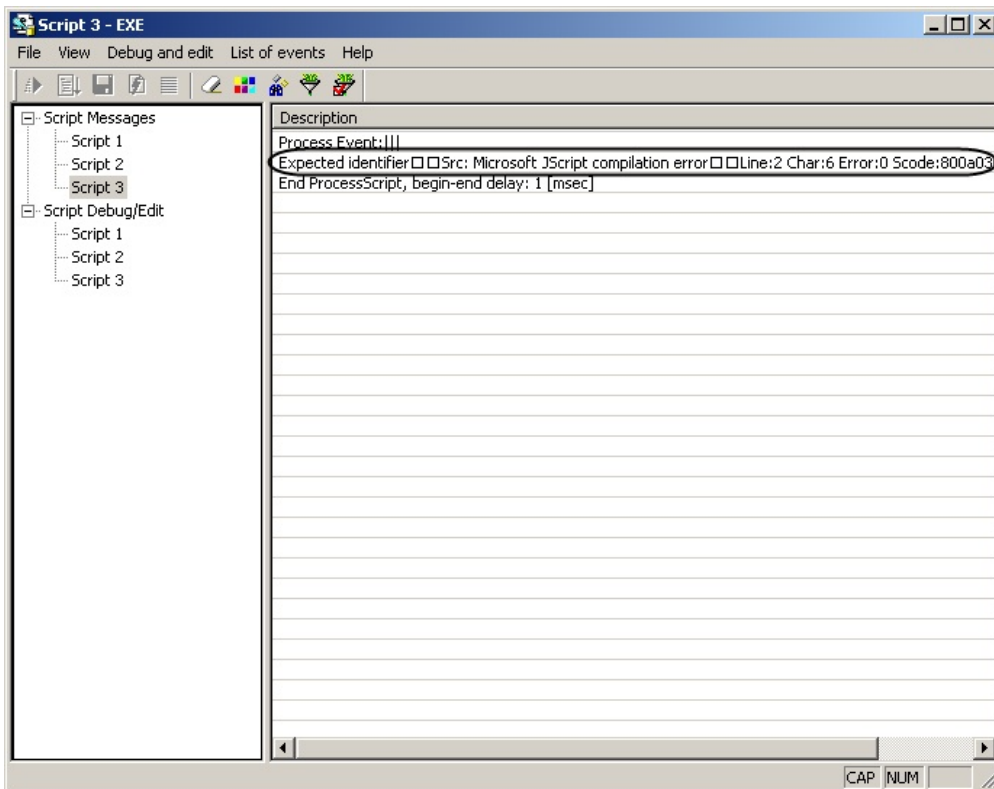 Script 3 - EXE
File View Debug and edit List of events Help
Script Messages
Script 1
Script 2
Script 3
Script Debug/Edit
Script 1
Script 2
Script 3
Description
Process Event:|||
Expected identifier□□Src: Microsoft JScript compilation error□□Line:2 Char:6 Error:0 Scode:800a03
End ProcessScript, begin-end delay: 1 [msec]
CAP NUM